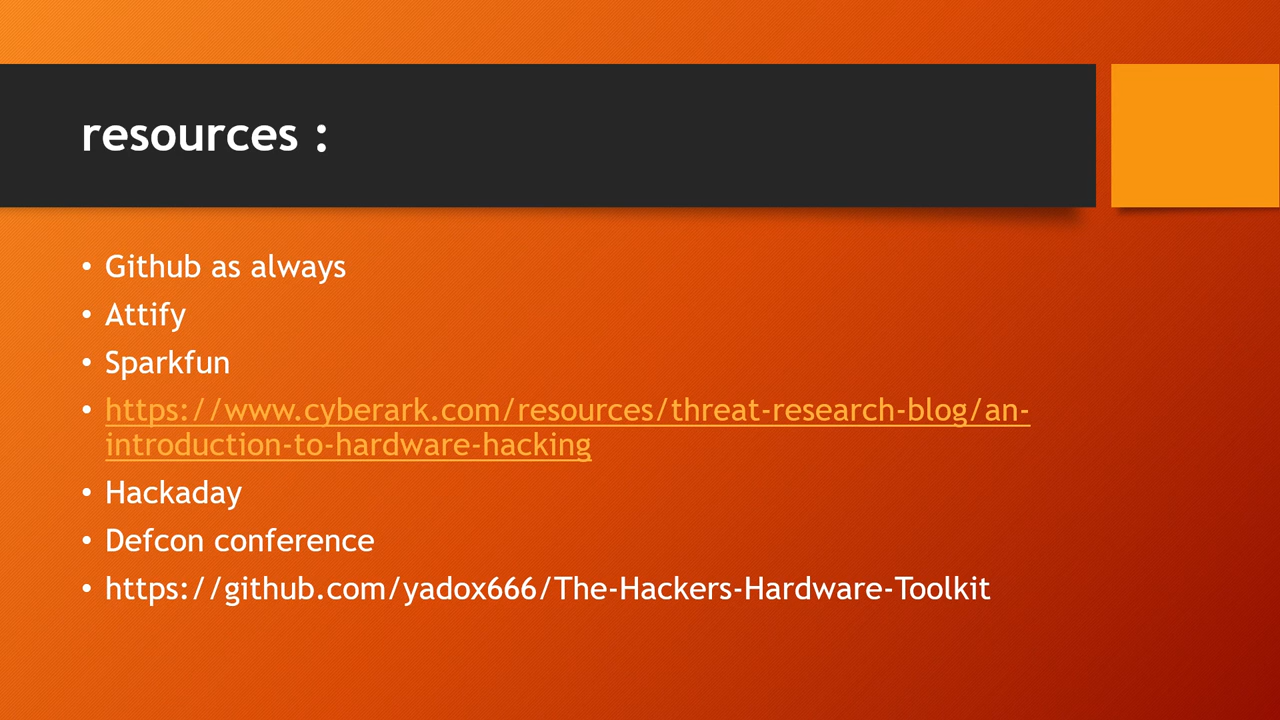 resources :
• Github as always
• Attify
• Sparkfun
• https://www.cyberark.com/resources/threat-research-blog/an-
introduction-to-hardware-hacking
• Hackaday
• Defcon conference
• https://github.com/yadox666/The-Hackers-Hardware-Toolkit